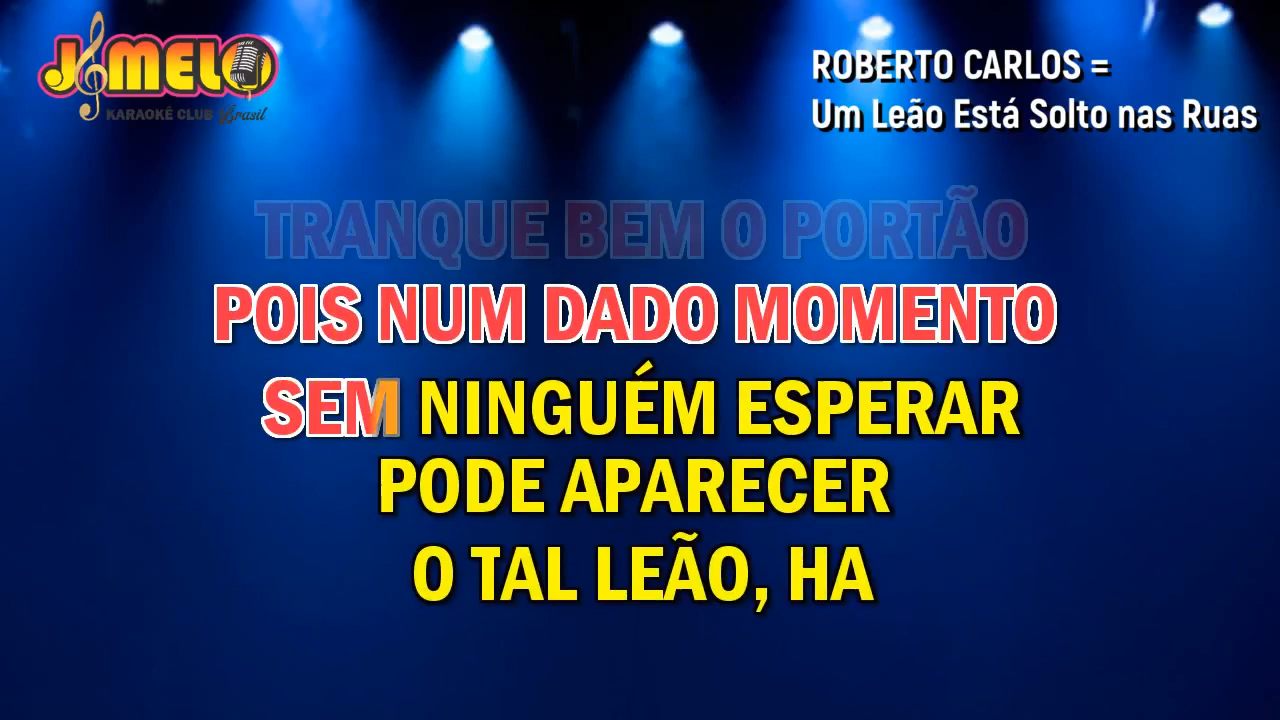 J MELO
KARAOKÊ CLUB Brasil
ROBERTO CARLOS =
Um Leão Está Solto nas Ruas
TRANQUE BEM O PORTÃO
POIS NUM DADO MOMENTO
SEM NINGUÉM ESPERAR
PODE APARECER
O TAL LEÃO, HA